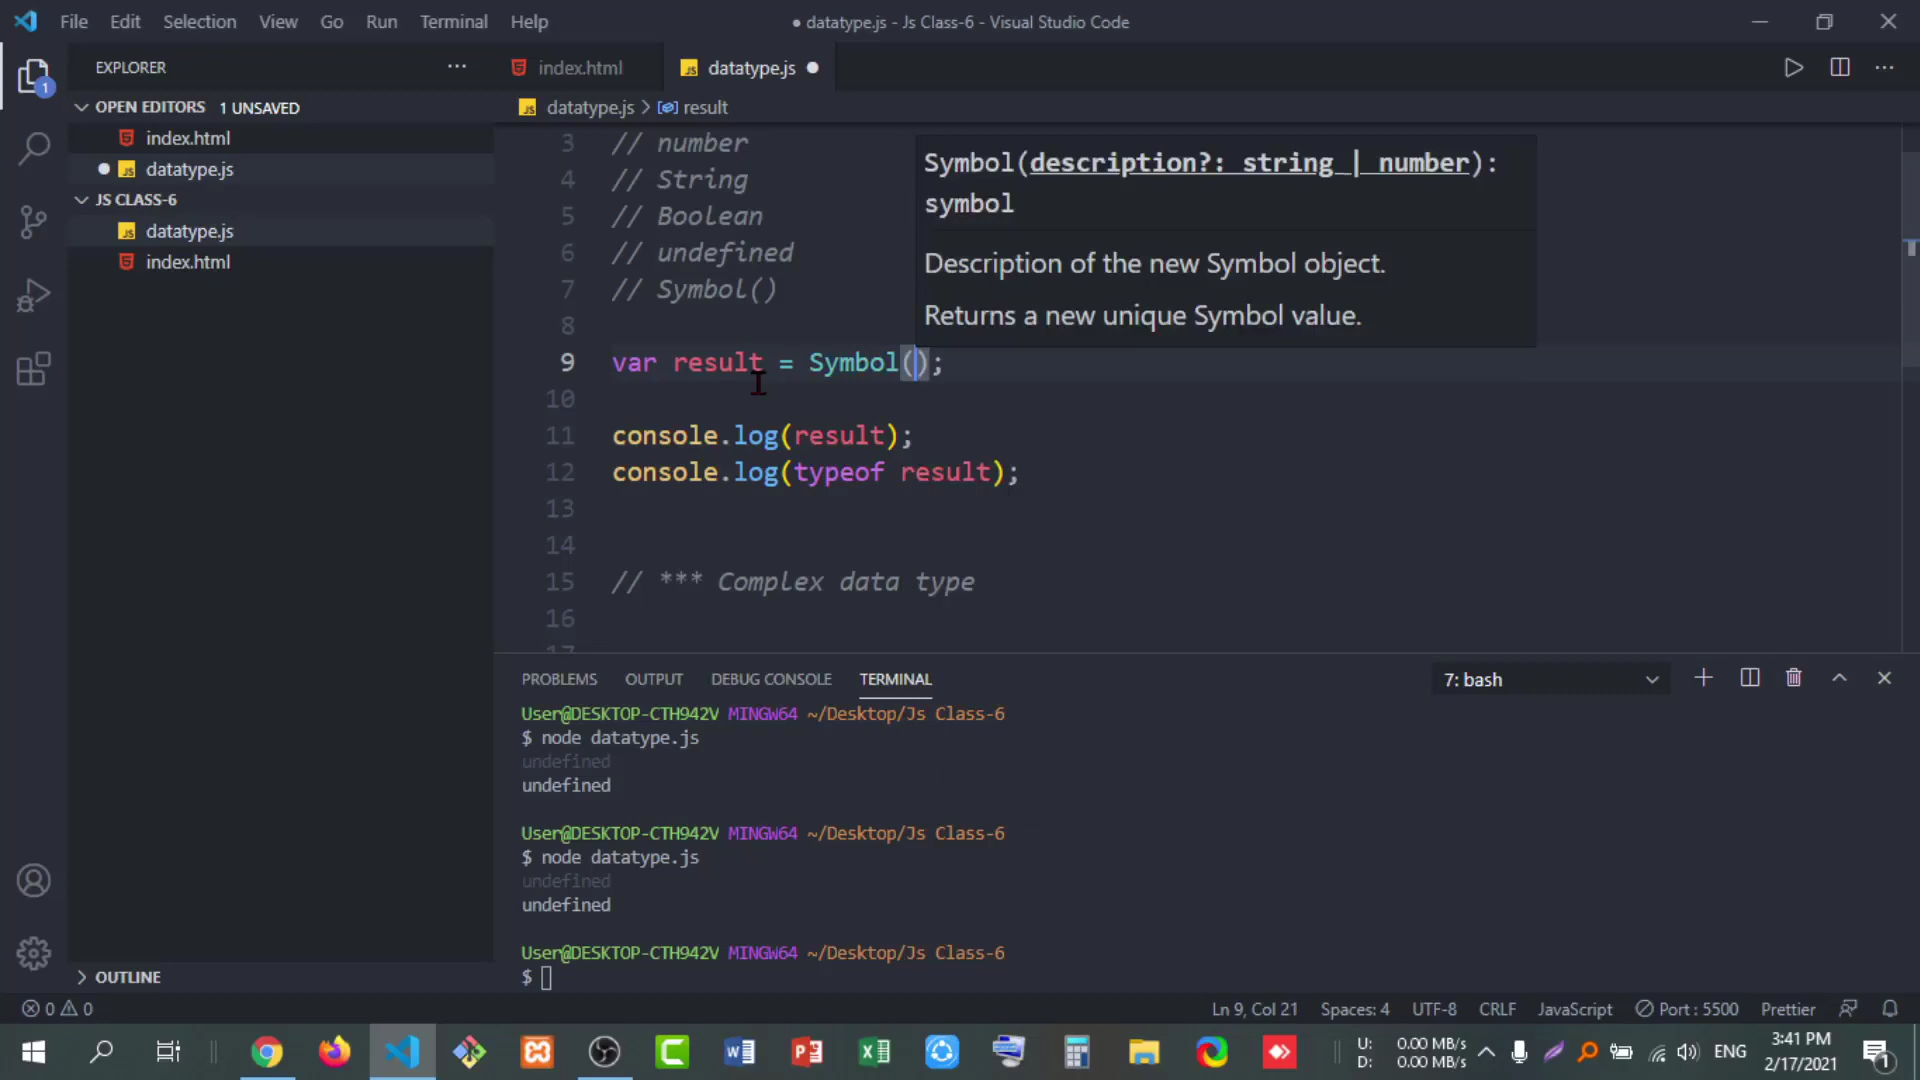 File Edit Selection View Go Run Terminal Help
● datatype.js - Js Class-6 - Visual Studio Code
EXPLORER
index.html
datatype.js
OPEN EDITORS 1 UNSAVED
datatype.js > result
index.html
datatype.js
JS CLASS-6
datatype.js
index.html
1
3 // number
4 // String
5 // Boolean
6 // undefined
7 // Symbol()
8
9 var result = Symbol();
10
11 console.log(result);
12 console.log(typeof result);
13
14
15 // *** Complex data type
16
17
Symbol(description?: string | number):
symbol
Description of the new Symbol object.
Returns a new unique Symbol value.
PROBLEMS OUTPUT DEBUG CONSOLE TERMINAL
7: bash
User@DESKTOP-CTH942V MINGW64 ~/Desktop/Js Class-6
$ node datatype.js
undefined
undefined
User@DESKTOP-CTH942V MINGW64 ~/Desktop/Js Class-6
$ node datatype.js
undefined
undefined
User@DESKTOP-CTH942V MINGW64 ~/Desktop/Js Class-6
$
OUTLINE
0 0
Ln 9, Col 21 Spaces: 4 UTF-8 CRLF JavaScript Port : 5500 Prettier
U: 0.00 MB/s
D: 0.00 MB/s
ENG
3:41 PM
2/17/2021
1